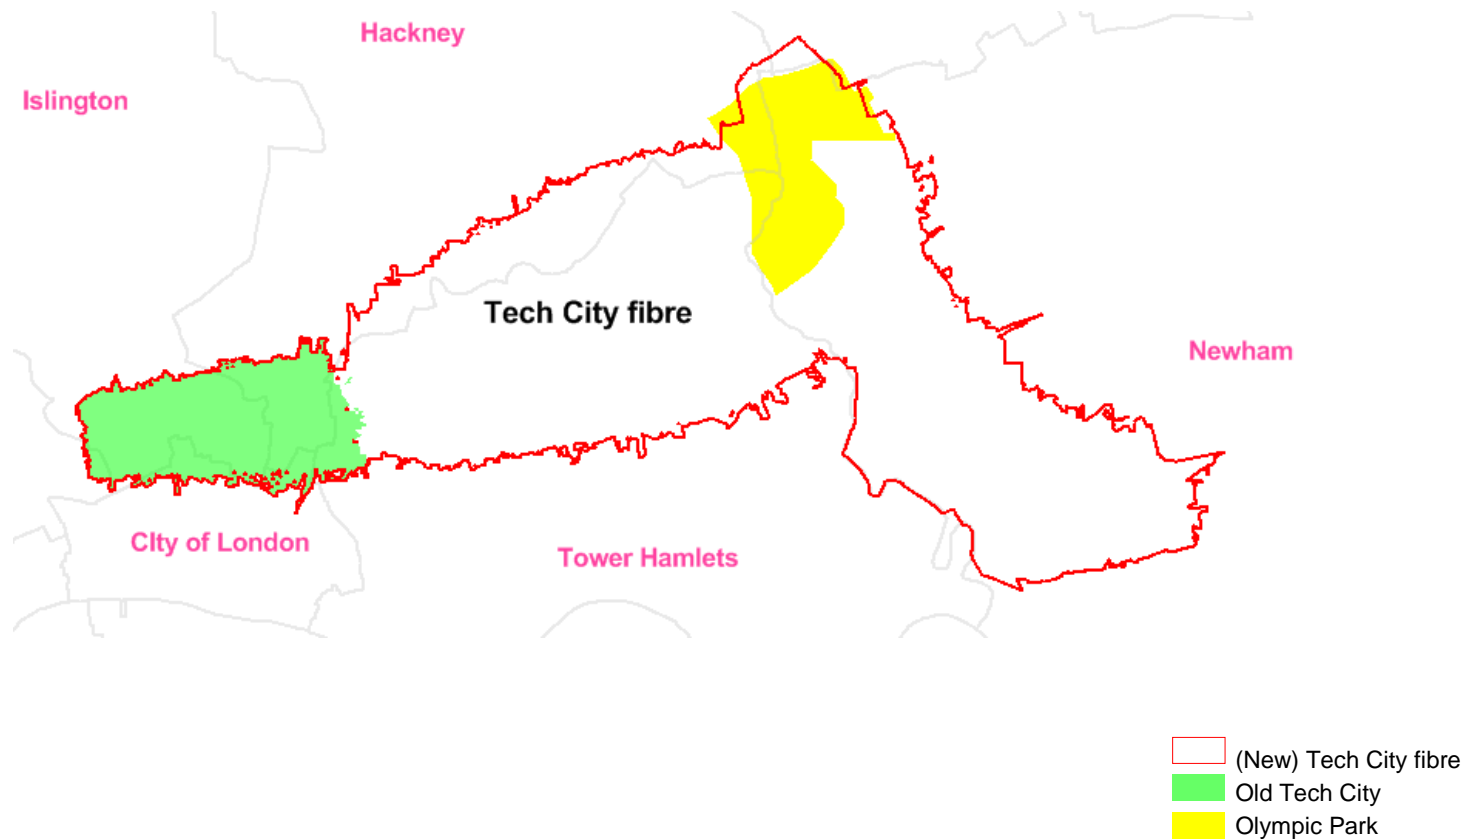 Hackney
Islington
Tech City fibre
Newham
CIty of London
Tower Hamlets
(New) Tech City fibre
Old Tech City
Olympic Park